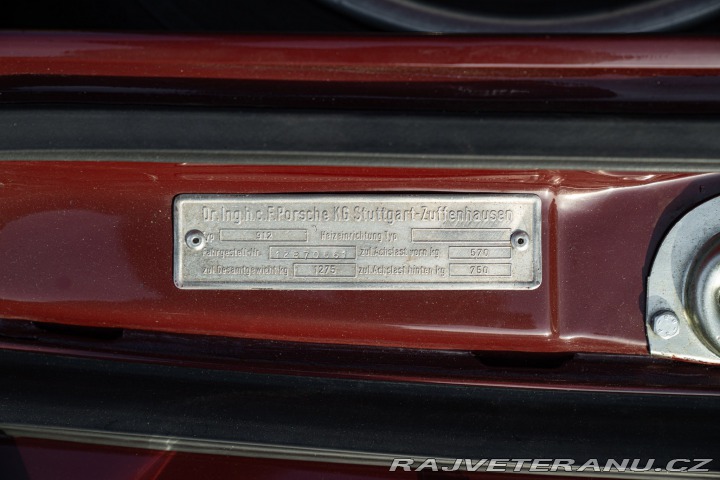 Dr. Ing. h. c. F. Porsche KG Stuttgart-Zuffenhausen
Typ 912 Heizeinrichtung Typ
Fahrgestell-Nr. zul. Achslast vorn kg 570
zul. Gesamtgewicht kg 1275 zul. Achslast hinten kg 750
RAJVETERANU.CZ